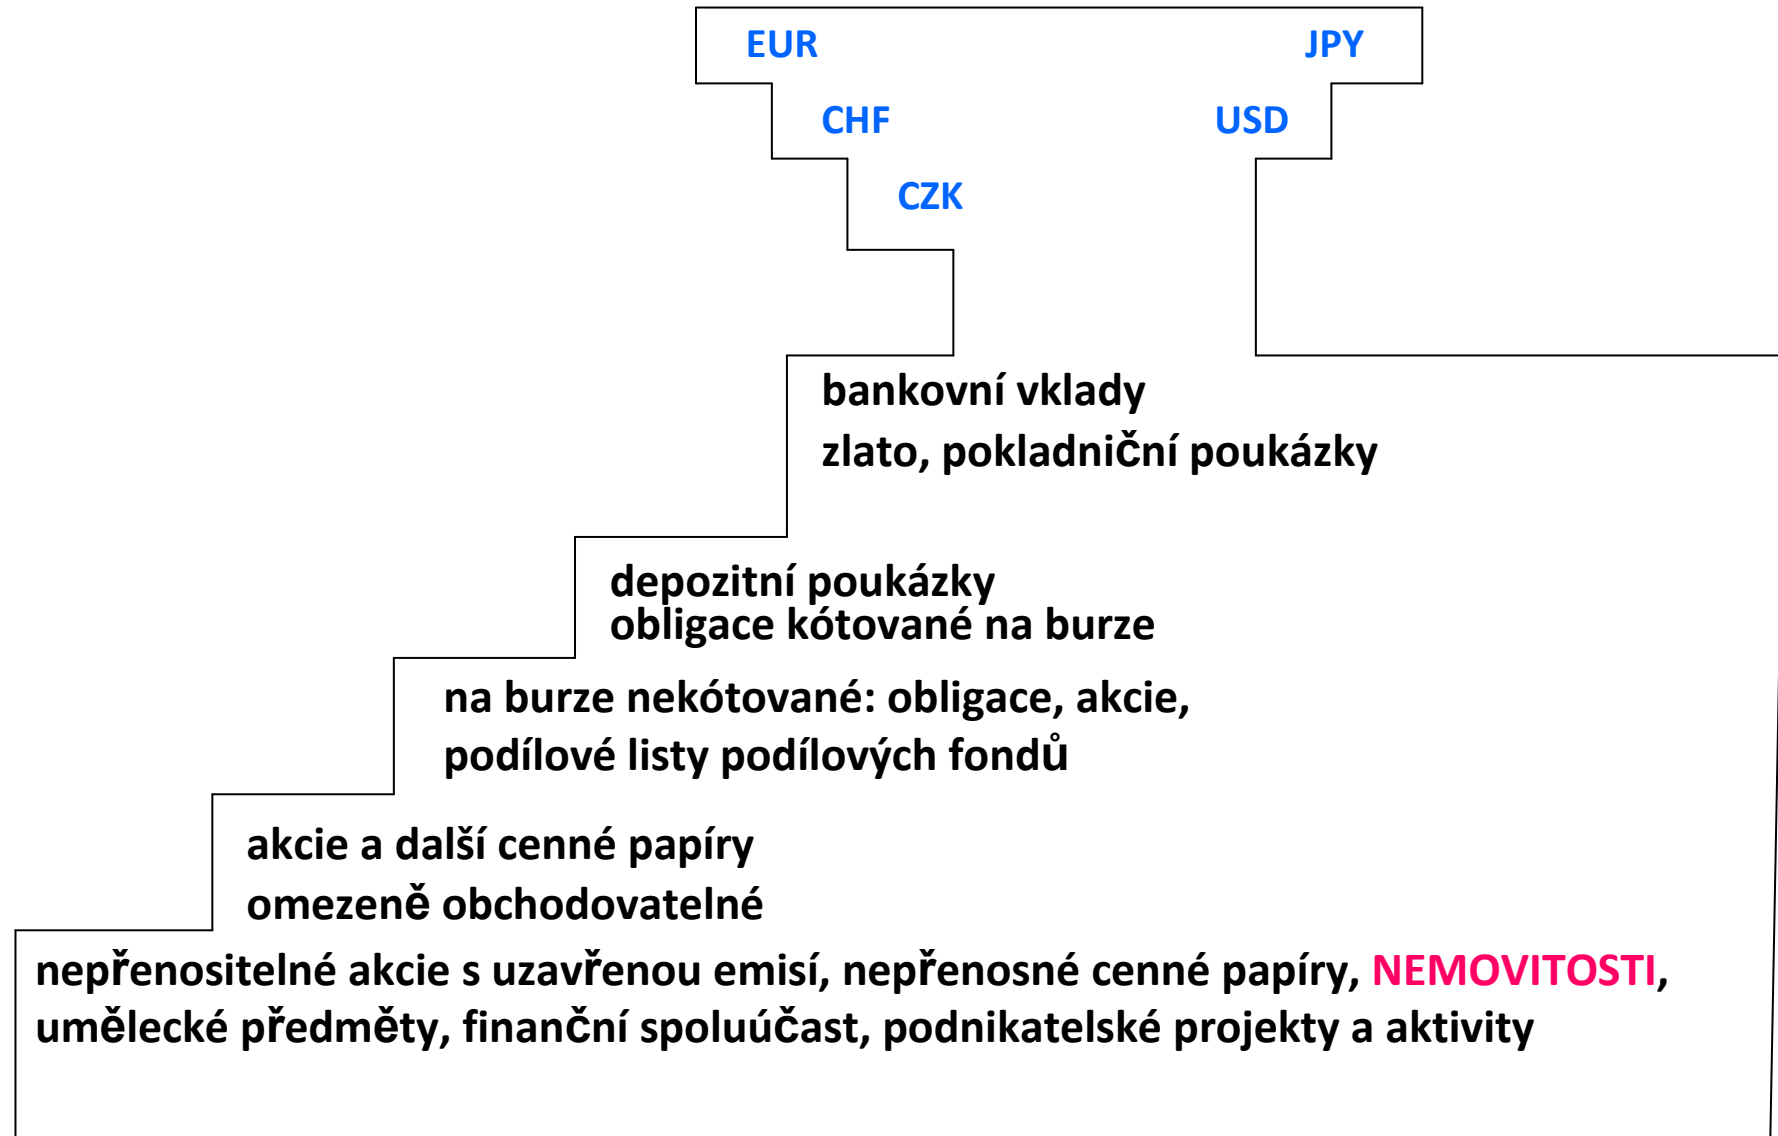 EUR JPY
CHF USD
CZK
bankovní vklady
zlato, pokladniční poukázky
depozitní poukázky
obligace kótované na burze
na burze nekótované: obligace, akcie,
podílové listy podílových fondů
akcie a další cenné papíry
omezeně obchodovatelné
nepřenositelné akcie s uzavřenou emisí, nepřenosné cenné papíry, NEMOVITOSTI,
umělecké předměty, finanční spoluúčast, podnikatelské projekty a aktivity